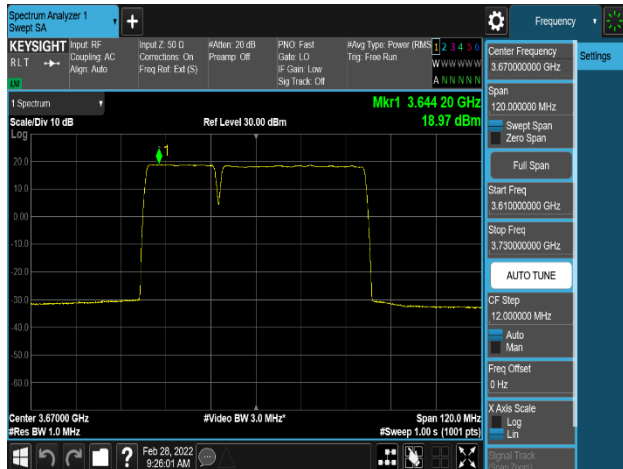 Spectrum Analyzer 1
Swept SA
Frequency
KEYSIGHT
RLT
Input: RF
Coupling: AC
Align: Auto
Input Z: 50 Ω
Corrections: On
Freq Ref: Ext (S)
#Atten: 20 dB
Preamp: Off
PNO: Fast
Gate: LO
IF Gain: Low
Sig Track: Off
#Avg Type: Power (RMS
Trig: Free Run
1 2 3 4 5 6
W W W W W W
A N N N N N
Settings
1 Spectrum
Scale/Div 10 dB
Log
Ref Level 30.00 dBm
Mkr1 3.644 20 GHz
18.97 dBm
1
20.0
10.0
0.00
-10.0
-20.0
-30.0
-40.0
-50.0
-60.0
Center 3.67000 GHz
#Res BW 1.0 MHz
#Video BW 3.0 MHz*
Span 120.0 MHz
#Sweep 1.00 s (1001 pts)
Center Frequency
3.670000000 GHz
Span
120.000000 MHz
Swept Span
Zero Span
Full Span
Start Freq
3.610000000 GHz
Stop Freq
3.730000000 GHz
AUTO TUNE
CF Step
12.000000 MHz
Auto
Man
Freq Offset
0 Hz
X Axis Scale
Log
Lin
Signal Track
(Span Zoom)
?
Feb 28, 2022
9:26:01 AM